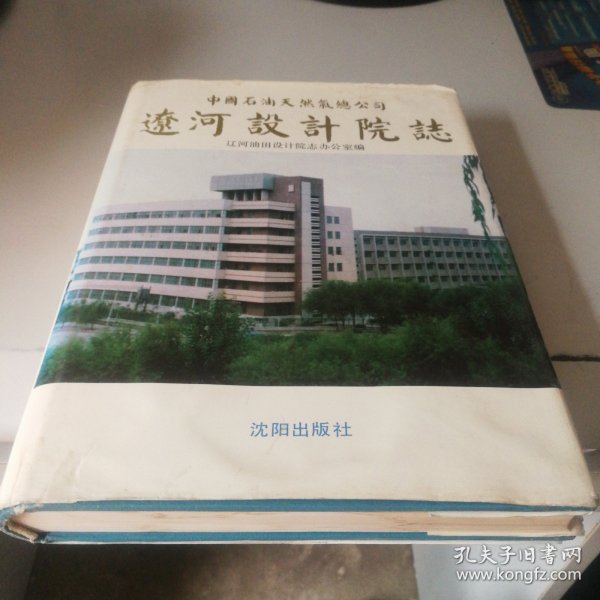 中國石油天然氣總公司
遼河設計院誌
辽河油田设计院志办公室编
沈阳出版社
孔夫子旧书网
www.kongfz.com